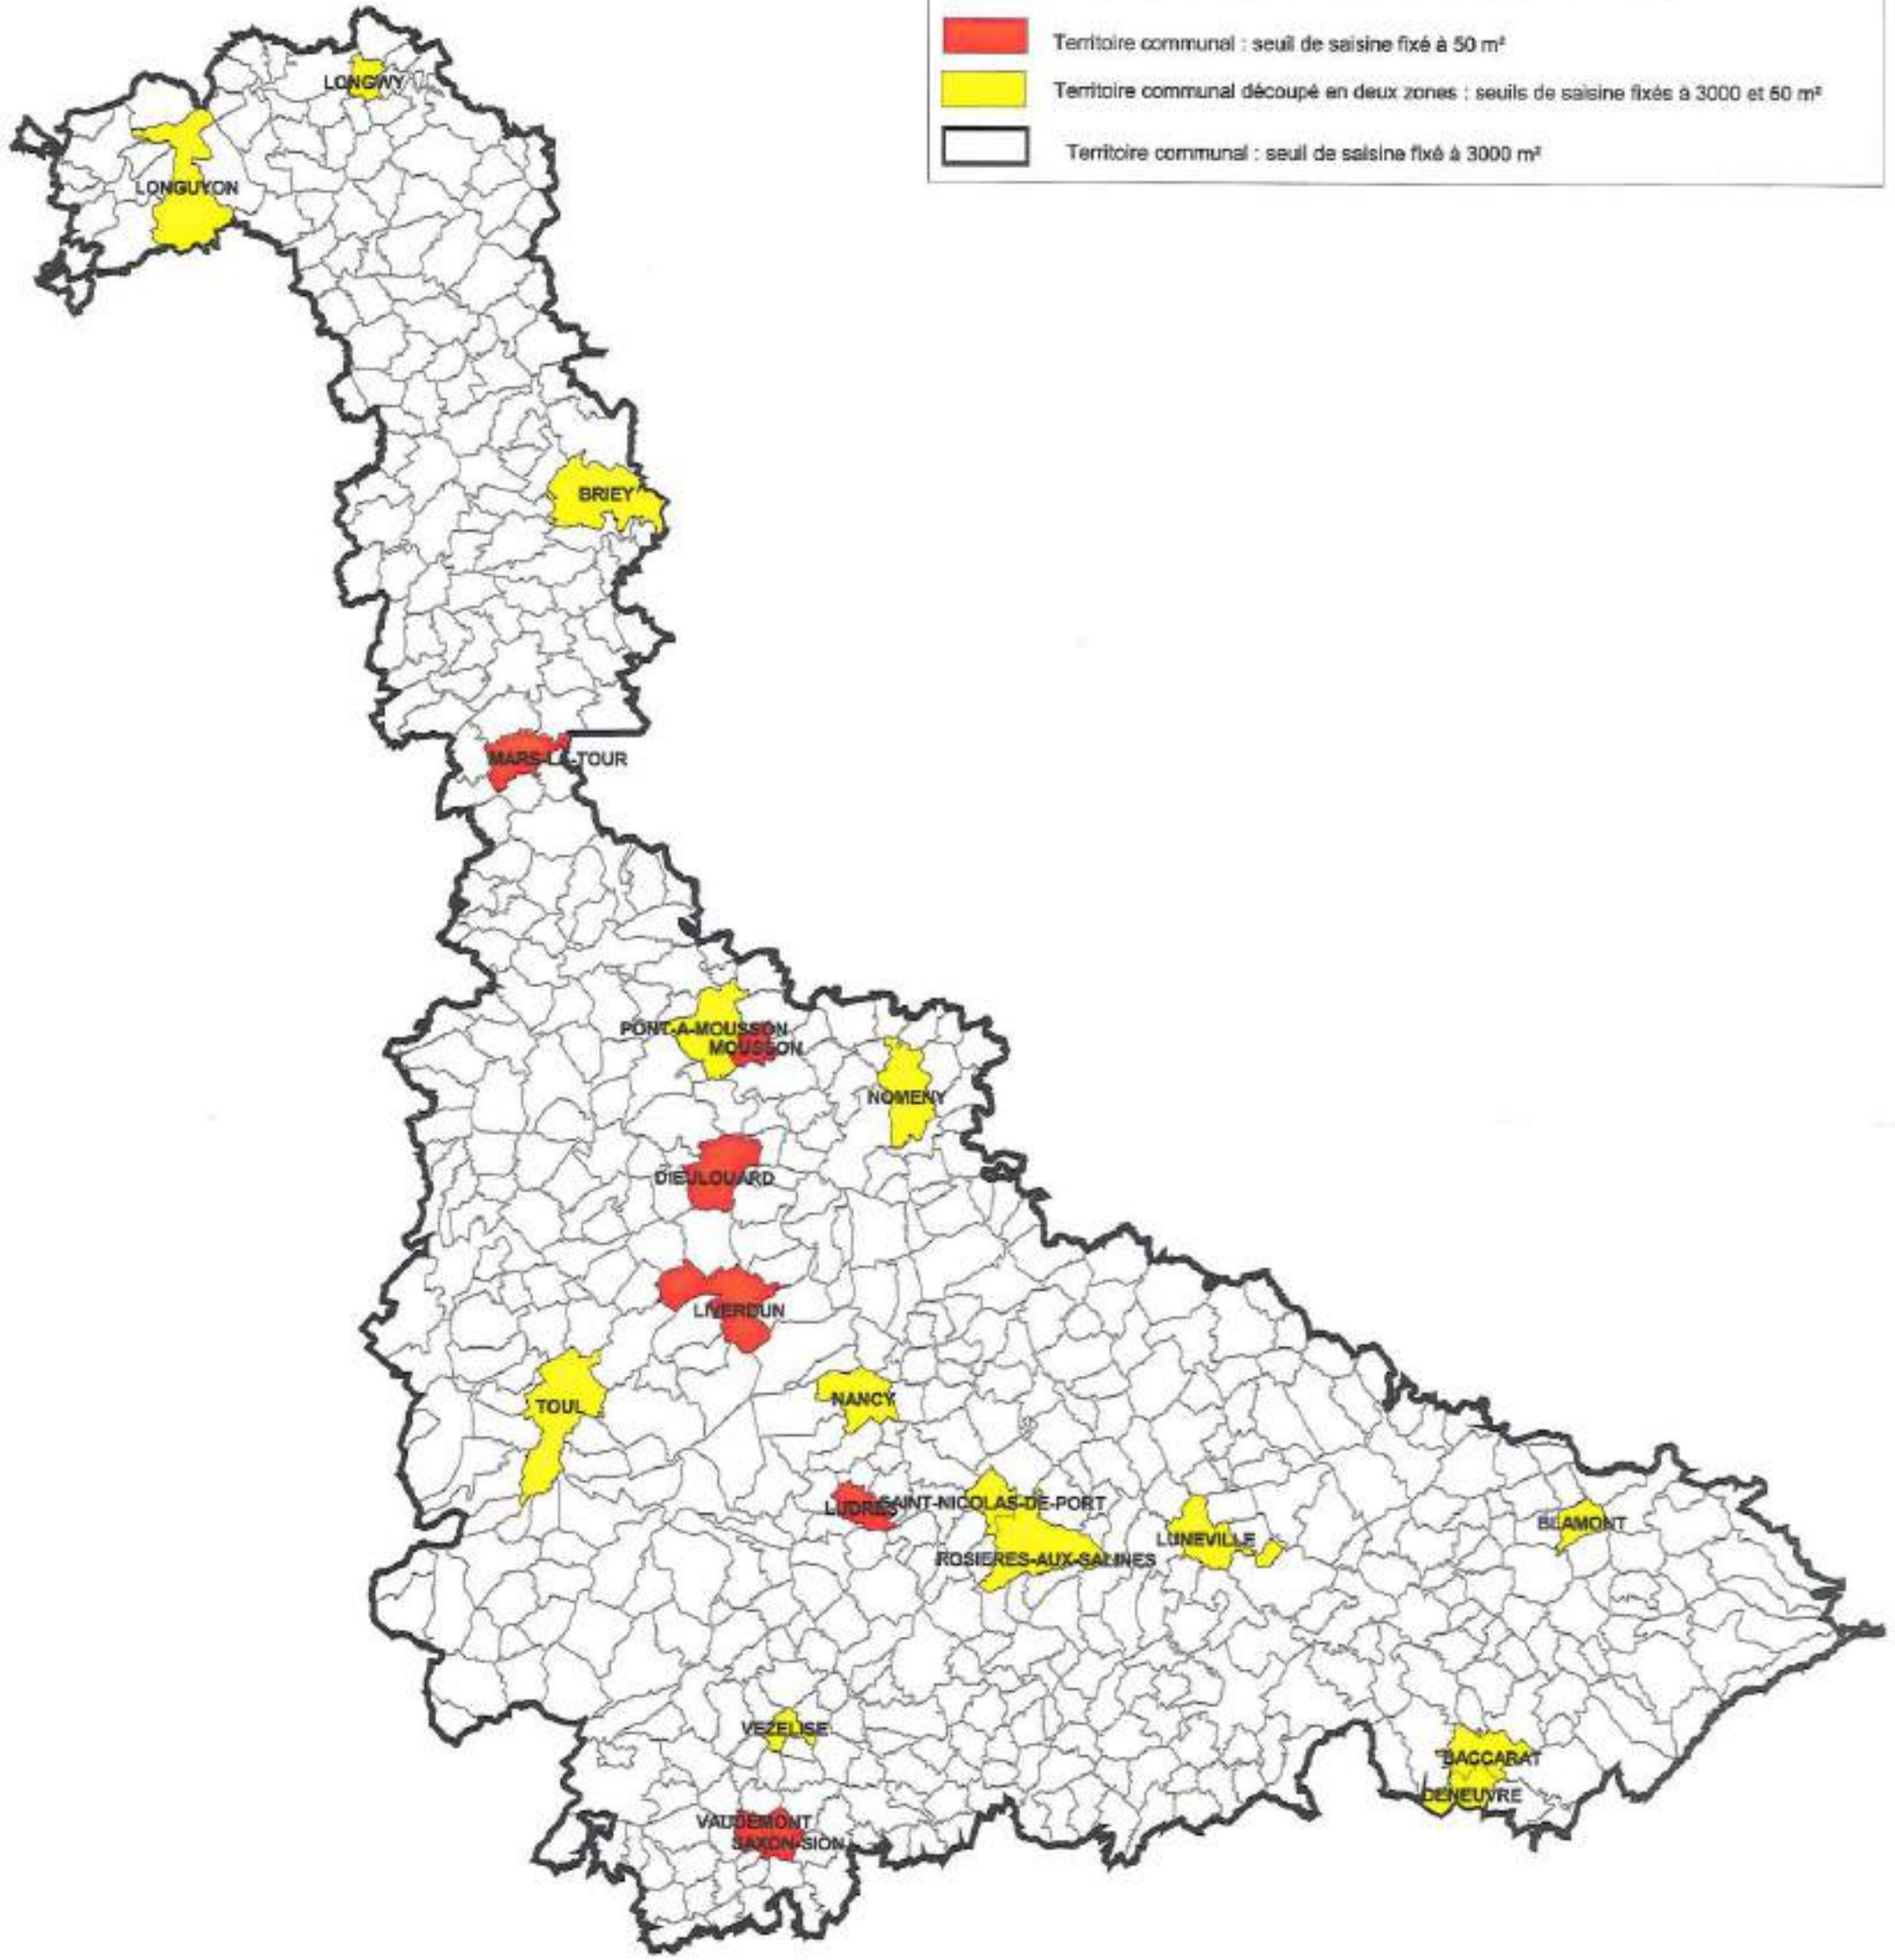 Territoire communal : seuil de saisine fixé à 50 m²
Territoire communal découpé en deux zones : seuils de saisine fixés à 3000 et 50 m²
Territoire communal : seuil de saisine fixé à 3000 m²
LONGWY
LONGUYON
BRIEY
MARS-LA-TOUR
PONT-A-MOUSSON
MOUSSON
NOMENY
DIEULOUARD
LIVERDUN
TOUL
NANCY
LUDRES
SAINT-NICOLAS-DE-PORT
ROSIERES-AUX-SALINES
LUNEVILLE
BLAMONT
VEZELISE
BACCARAT
DENEUVRE
VAUDEMONT
SAXON-SION